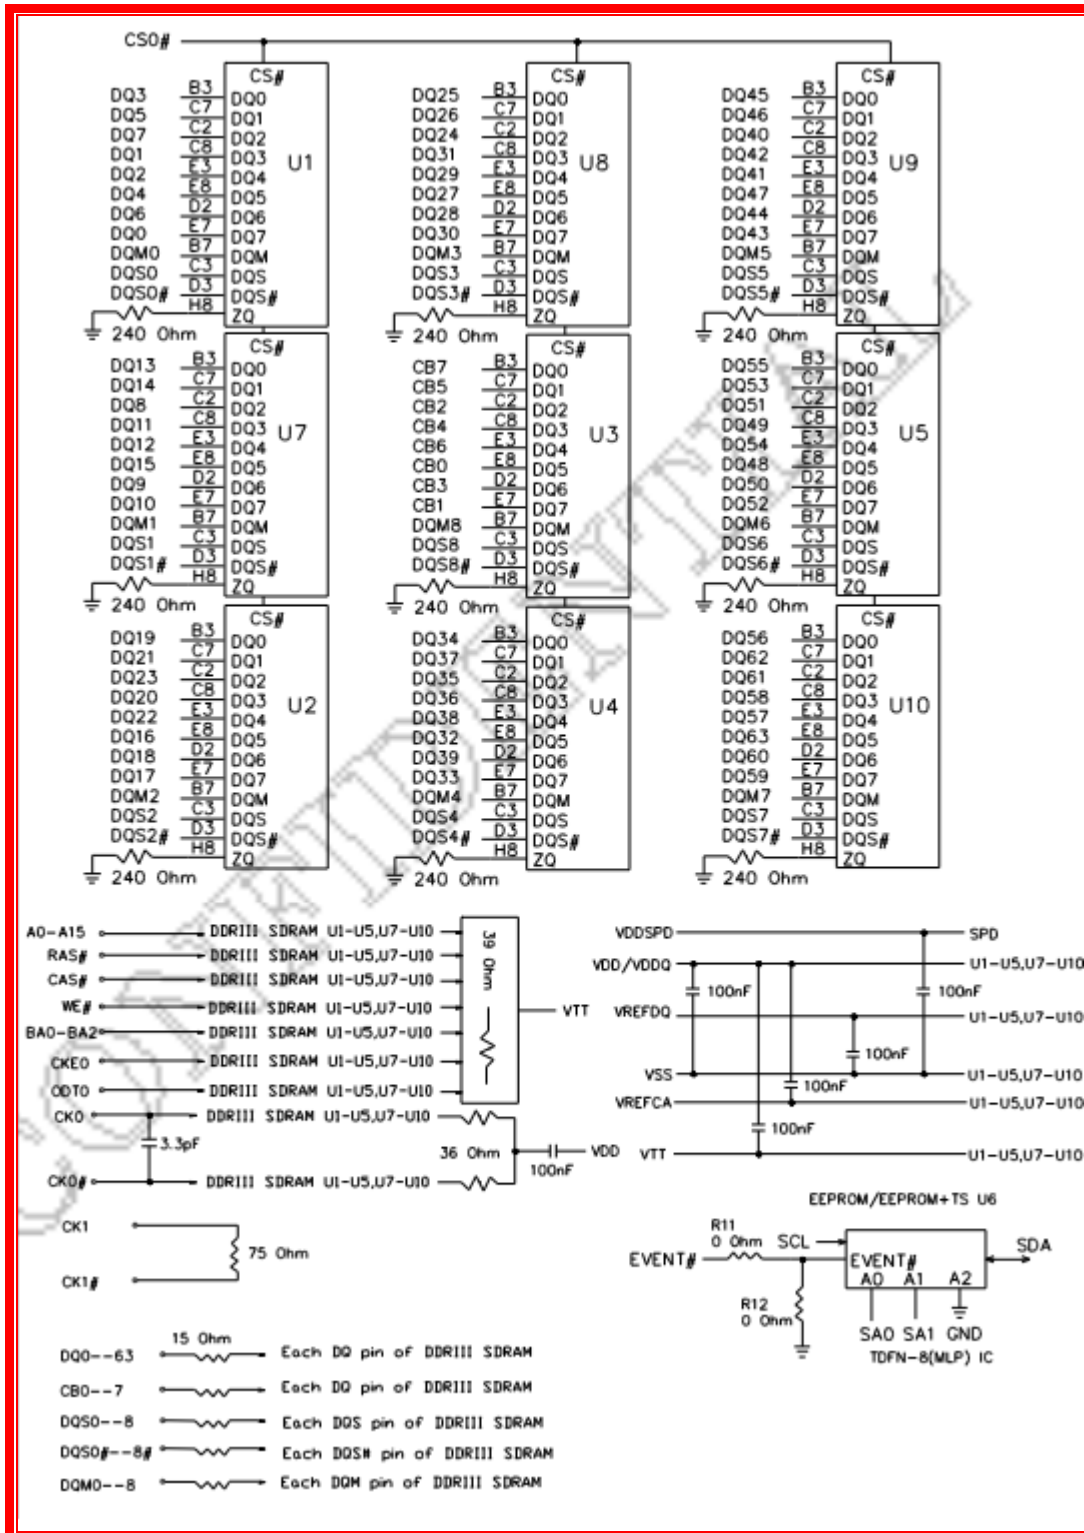 CS0#
CS#
DQ3 B3 DQ0
DQ5 C7 DQ1
DQ7 C2 DQ2
DQ1 C8 DQ3
DQ2 E3 DQ4
DQ4 E8 DQ5
DQ6 D2 DQ6
DQ0 E7 DQ7
DQM0 B7 DQM
DQS0 C3 DQS
DQS0# D3 DQS#
H8 ZQ
240 Ohm
U1
CS#
DQ25 B3 DQ0
DQ26 C7 DQ1
DQ24 C2 DQ2
DQ31 C8 DQ3
DQ29 E3 DQ4
DQ27 E8 DQ5
DQ28 D2 DQ6
DQ30 E7 DQ7
DQM3 B7 DQM
DQS3 C3 DQS
DQS3# D3 DQS#
H8 ZQ
240 Ohm
U8
CS#
DQ45 B3 DQ0
DQ46 C7 DQ1
DQ40 C2 DQ2
DQ42 C8 DQ3
DQ41 E3 DQ4
DQ47 E8 DQ5
DQ44 D2 DQ6
DQ43 E7 DQ7
DQM5 B7 DQM
DQS5 C3 DQS
DQS5# D3 DQS#
H8 ZQ
240 Ohm
U9
CS#
DQ13 B3 DQ0
DQ14 C7 DQ1
DQ8 C2 DQ2
DQ11 C8 DQ3
DQ12 E3 DQ4
DQ15 E8 DQ5
DQ9 D2 DQ6
DQ10 E7 DQ7
DQM1 B7 DQM
DQS1 C3 DQS
DQS1# D3 DQS#
H8 ZQ
240 Ohm
U7
CS#
CB7 B3 DQ0
CB5 C7 DQ1
CB2 C2 DQ2
CB4 C8 DQ3
CB6 E3 DQ4
CB0 E8 DQ5
CB3 D2 DQ6
CB1 E7 DQ7
DQM8 B7 DQM
DQS8 C3 DQS
DQS8# D3 DQS#
H8 ZQ
240 Ohm
U3
CS#
DQ55 B3 DQ0
DQ53 C7 DQ1
DQ51 C2 DQ2
DQ49 C8 DQ3
DQ54 E3 DQ4
DQ48 E8 DQ5
DQ50 D2 DQ6
DQ52 E7 DQ7
DQM6 B7 DQM
DQS6 C3 DQS
DQS6# D3 DQS#
H8 ZQ
240 Ohm
U5
CS#
DQ19 B3 DQ0
DQ21 C7 DQ1
DQ23 C2 DQ2
DQ20 C8 DQ3
DQ22 E3 DQ4
DQ16 E8 DQ5
DQ18 D2 DQ6
DQ17 E7 DQ7
DQM2 B7 DQM
DQS2 C3 DQS
DQS2# D3 DQS#
H8 ZQ
240 Ohm
U2
CS#
DQ34 B3 DQ0
DQ37 C7 DQ1
DQ35 C2 DQ2
DQ36 C8 DQ3
DQ38 E3 DQ4
DQ32 E8 DQ5
DQ39 D2 DQ6
DQ33 E7 DQ7
DQM4 B7 DQM
DQS4 C3 DQS
DQS4# D3 DQS#
H8 ZQ
240 Ohm
U4
CS#
DQ56 B3 DQ0
DQ62 C7 DQ1
DQ61 C2 DQ2
DQ58 C8 DQ3
DQ57 E3 DQ4
DQ63 E8 DQ5
DQ60 D2 DQ6
DQ59 E7 DQ7
DQM7 B7 DQM
DQS7 C3 DQS
DQS7# D3 DQS#
H8 ZQ
240 Ohm
U10
A0-A15 DDRIII SDRAM U1-U5,U7-U10
RAS# DDRIII SDRAM U1-U5,U7-U10
CAS# DDRIII SDRAM U1-U5,U7-U10
WE# DDRIII SDRAM U1-U5,U7-U10
BA0-BA2 DDRIII SDRAM U1-U5,U7-U10
CKE0 DDRIII SDRAM U1-U5,U7-U10
ODT0 DDRIII SDRAM U1-U5,U7-U10
39 Ohm
VTT
CK0 DDRIII SDRAM U1-U5,U7-U10
3.3pF
36 Ohm
100nF
VDD
CK0# DDRIII SDRAM U1-U5,U7-U10
CK1
75 Ohm
CK1#
VDDSPD SPD
VDD/VDDQ U1-U5,U7-U10
100nF
100nF
VREFDQ U1-U5,U7-U10
100nF
VSS U1-U5,U7-U10
100nF
VREFCA U1-U5,U7-U10
100nF
VTT U1-U5,U7-U10
EEPROM/EEPROM+TS U6
R11
0 Ohm
SCL
EVENT#
EVENT#
SDA
A0 A1 A2
R12
0 Ohm
SA0 SA1 GND
TDFN-8(MLP) IC
15 Ohm
DQ0--63 Each DQ pin of DDRIII SDRAM
CB0--7 Each DQ pin of DDRIII SDRAM
DQS0--8 Each DQS pin of DDRIII SDRAM
DQS0#--8# Each DQS# pin of DDRIII SDRAM
DQM0--8 Each DQM pin of DDRIII SDRAM
CONFIDENTIAL